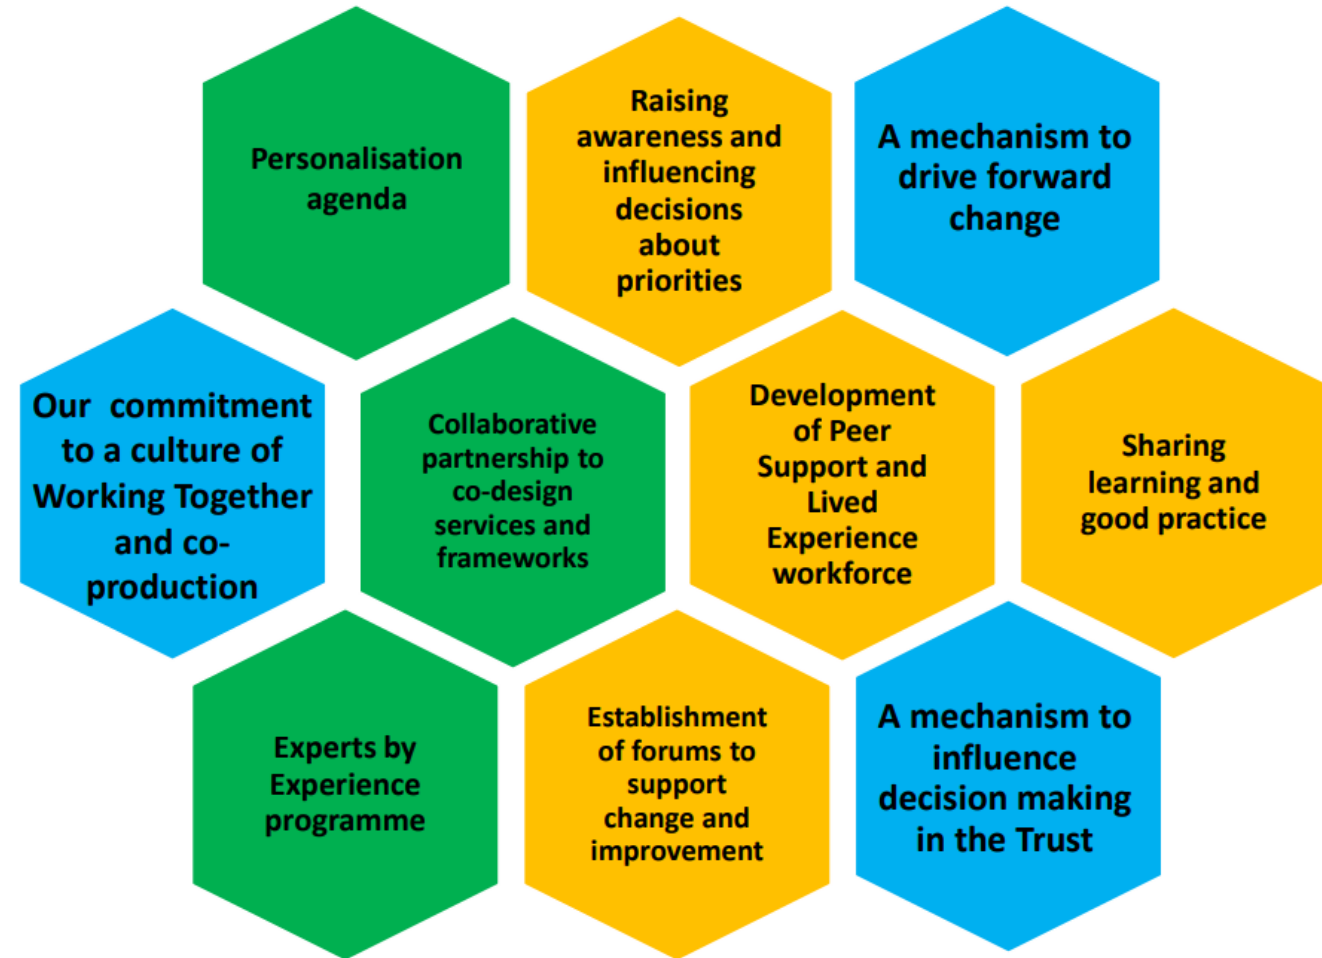 Personalisation
agenda
Raising
awareness and
influencing
decisions
about
priorities
A mechanism to
drive forward
change
Our commitment
to a culture of
Working Together
and co-
production
Collaborative
partnership to
co-design
services and
frameworks
Development
of Peer
Support and
Lived
Experience
workforce
Sharing
learning and
good practice
Experts by
Experience
programme
Establishment
of forums to
support
change and
improvement
A mechanism to
influence
decision making
in the Trust